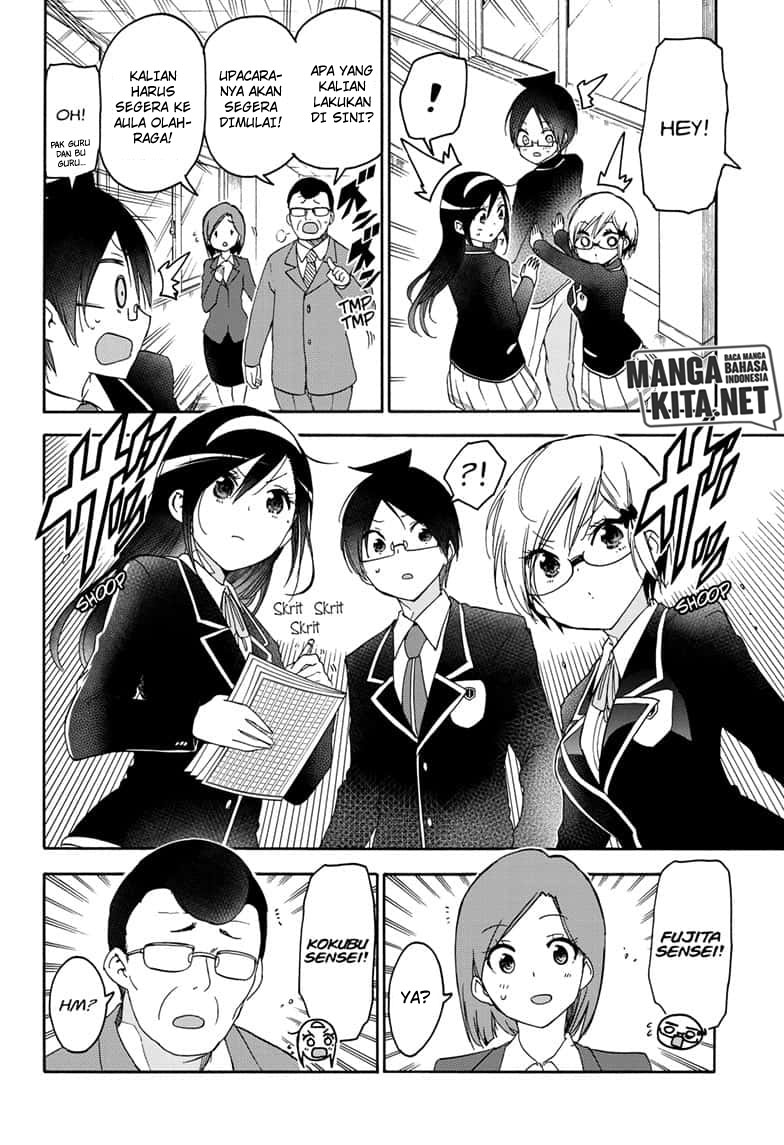 HEY!
!
APA YANG
KALIAN
LAKUKAN
DI SINI?
UPACARA-
NYA AKAN
SEGERA
DIMULAI!
KALIAN
HARUS
SEGERA KE
AULA OLAH-
RAGA!
TMP
TMP
OH!
PAK GURU
DAN BU
GURU...
MANGA
KITA.NET
BACA MANGA
BAHASA
INDONESIA
?!
SHOOP
Skrit Skrit
Skrit
SHOOP
FUJITA
SENSEI!
YA?
KOKUBU
SENSEI!
HM?